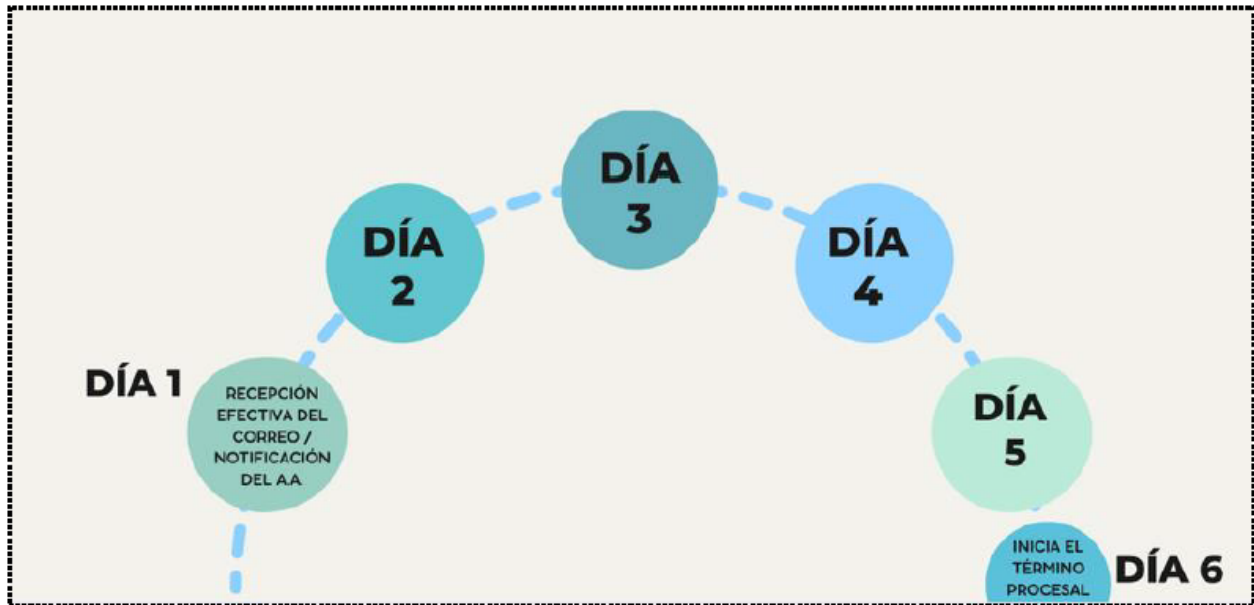 DÍA 1
RECEPCIÓN
EFECTIVA DEL
CORREO /
NOTIFICACIÓN
DEL A.A
DÍA
2
DÍA
3
DÍA
4
DÍA
5
INICIA EL
TÉRMINO
PROCESAL
DÍA 6